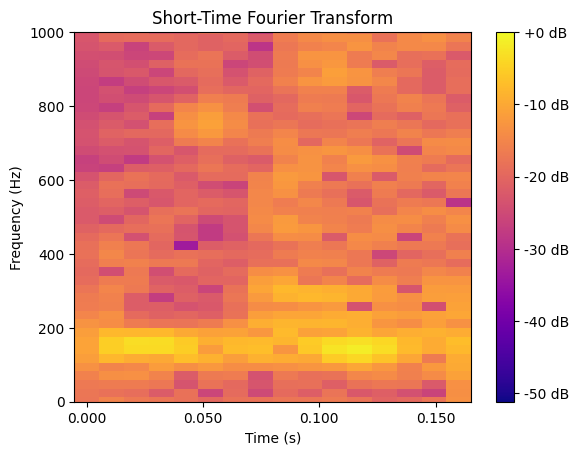 Short-Time Fourier Transform
1000
800
600
400
200
0
Frequency (Hz)
0.000
0.050
0.100
0.150
Time (s)
+0 dB
-10 dB
-20 dB
-30 dB
-40 dB
-50 dB